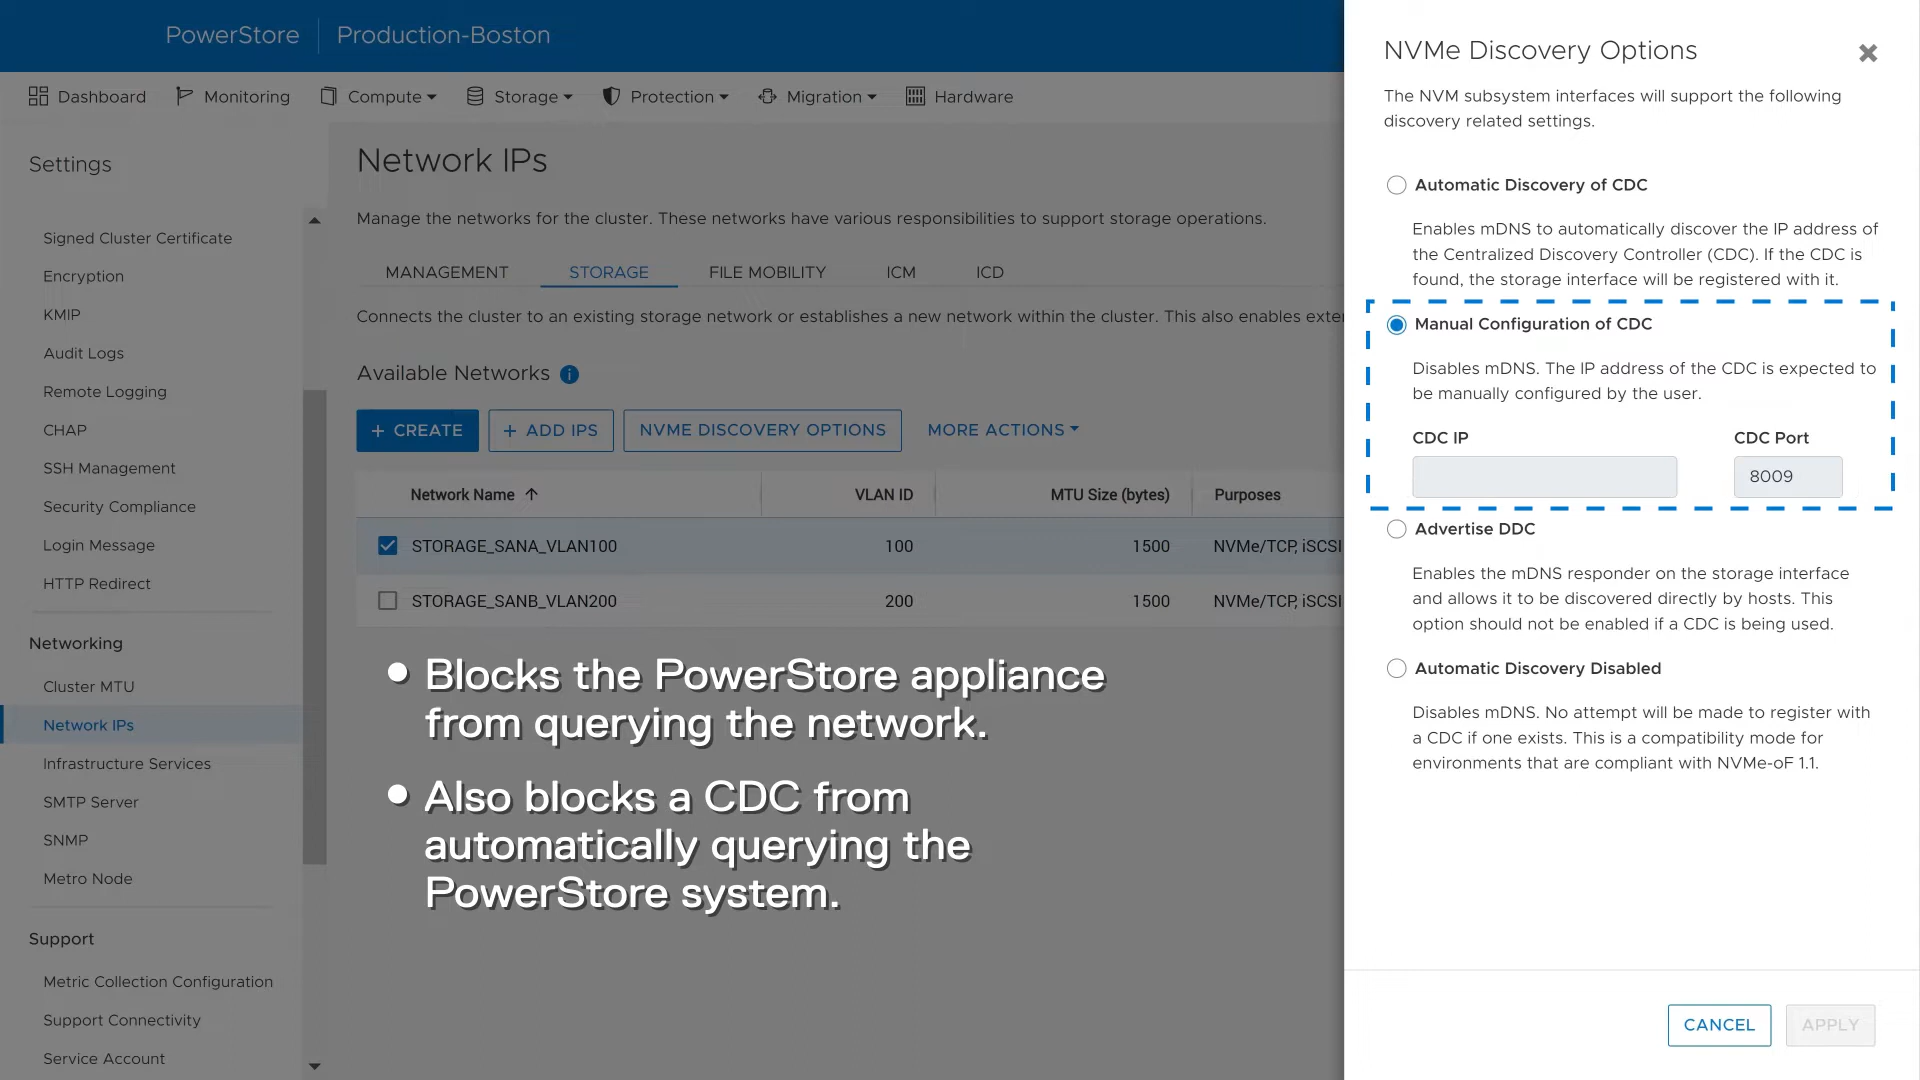 PowerStore
Production-Boston
Dashboard
Monitoring
Compute
Storage
Protection
Migration
Hardware
Settings
Signed Cluster Certificate
Encryption
KMIP
Audit Logs
Remote Logging
CHAP
SSH Management
Security Compliance
Login Message
HTTP Redirect
Networking
Cluster MTU
Network IPs
Infrastructure Services
SMTP Server
SNMP
Metro Node
Support
Metric Collection Configuration
Support Connectivity
Service Account
Network IPs
Manage the networks for the cluster. These networks have various responsibilities to support storage operations.
MANAGEMENT
STORAGE
FILE MOBILITY
ICM
ICD
Connects the cluster to an existing storage network or establishes a new network within the cluster. This also enables exter
Available Networks
+ CREATE
+ ADD IPS
NVME DISCOVERY OPTIONS
MORE ACTIONS
Network Name ↑ VLAN ID MTU Size (bytes) Purposes
STORAGE_SANA_VLAN100 100 1500 NVMe/TCP, iSCSI
STORAGE_SANB_VLAN200 200 1500 NVMe/TCP, iSCSI
• Blocks the PowerStore appliance
from querying the network.
• Also blocks a CDC from
automatically querying the
PowerStore system.
NVMe Discovery Options
The NVM subsystem interfaces will support the following
discovery related settings.
Automatic Discovery of CDC
Enables mDNS to automatically discover the IP address of
the Centralized Discovery Controller (CDC). If the CDC is
found, the storage interface will be registered with it.
Manual Configuration of CDC
Disables mDNS. The IP address of the CDC is expected to
be manually configured by the user.
CDC IP CDC Port
8009
Advertise DDC
Enables the mDNS responder on the storage interface
and allows it to be discovered directly by hosts. This
option should not be enabled if a CDC is being used.
Automatic Discovery Disabled
Disables mDNS. No attempt will be made to register with
a CDC if one exists. This is a compatibility mode for
environments that are compliant with NVMe-oF 1.1.
CANCEL
APPLY